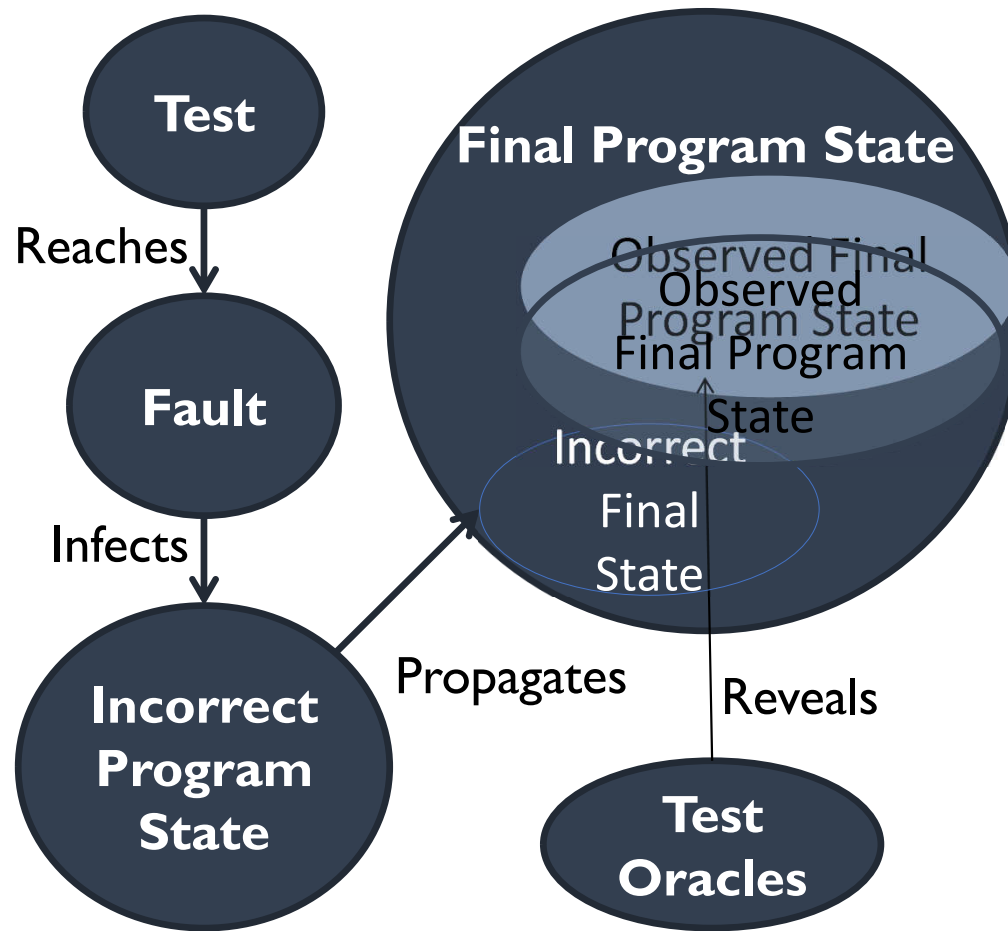 Test
Reaches
Fault
Infects
Incorrect
Program
State
Propagates
Final Program State
Observed Final
Program State
Observed
Final Program
State
Incorrect
Final
State
Reveals
Test
Oracles